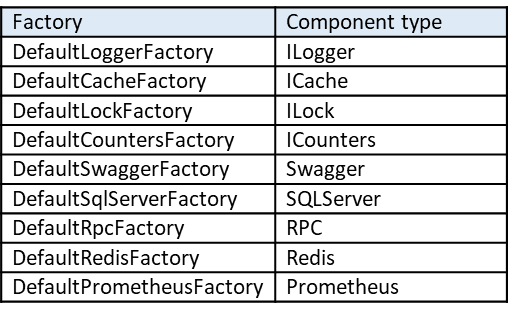 Factory Component type
DefaultLoggerFactory ILogger
DefaultCacheFactory ICache
DefaultLockFactory ILock
DefaultCountersFactory ICounters
DefaultSwaggerFactory Swagger
DefaultSqlServerFactory SQLServer
DefaultRpcFactory RPC
DefaultRedisFactory Redis
DefaultPrometheusFactory Prometheus